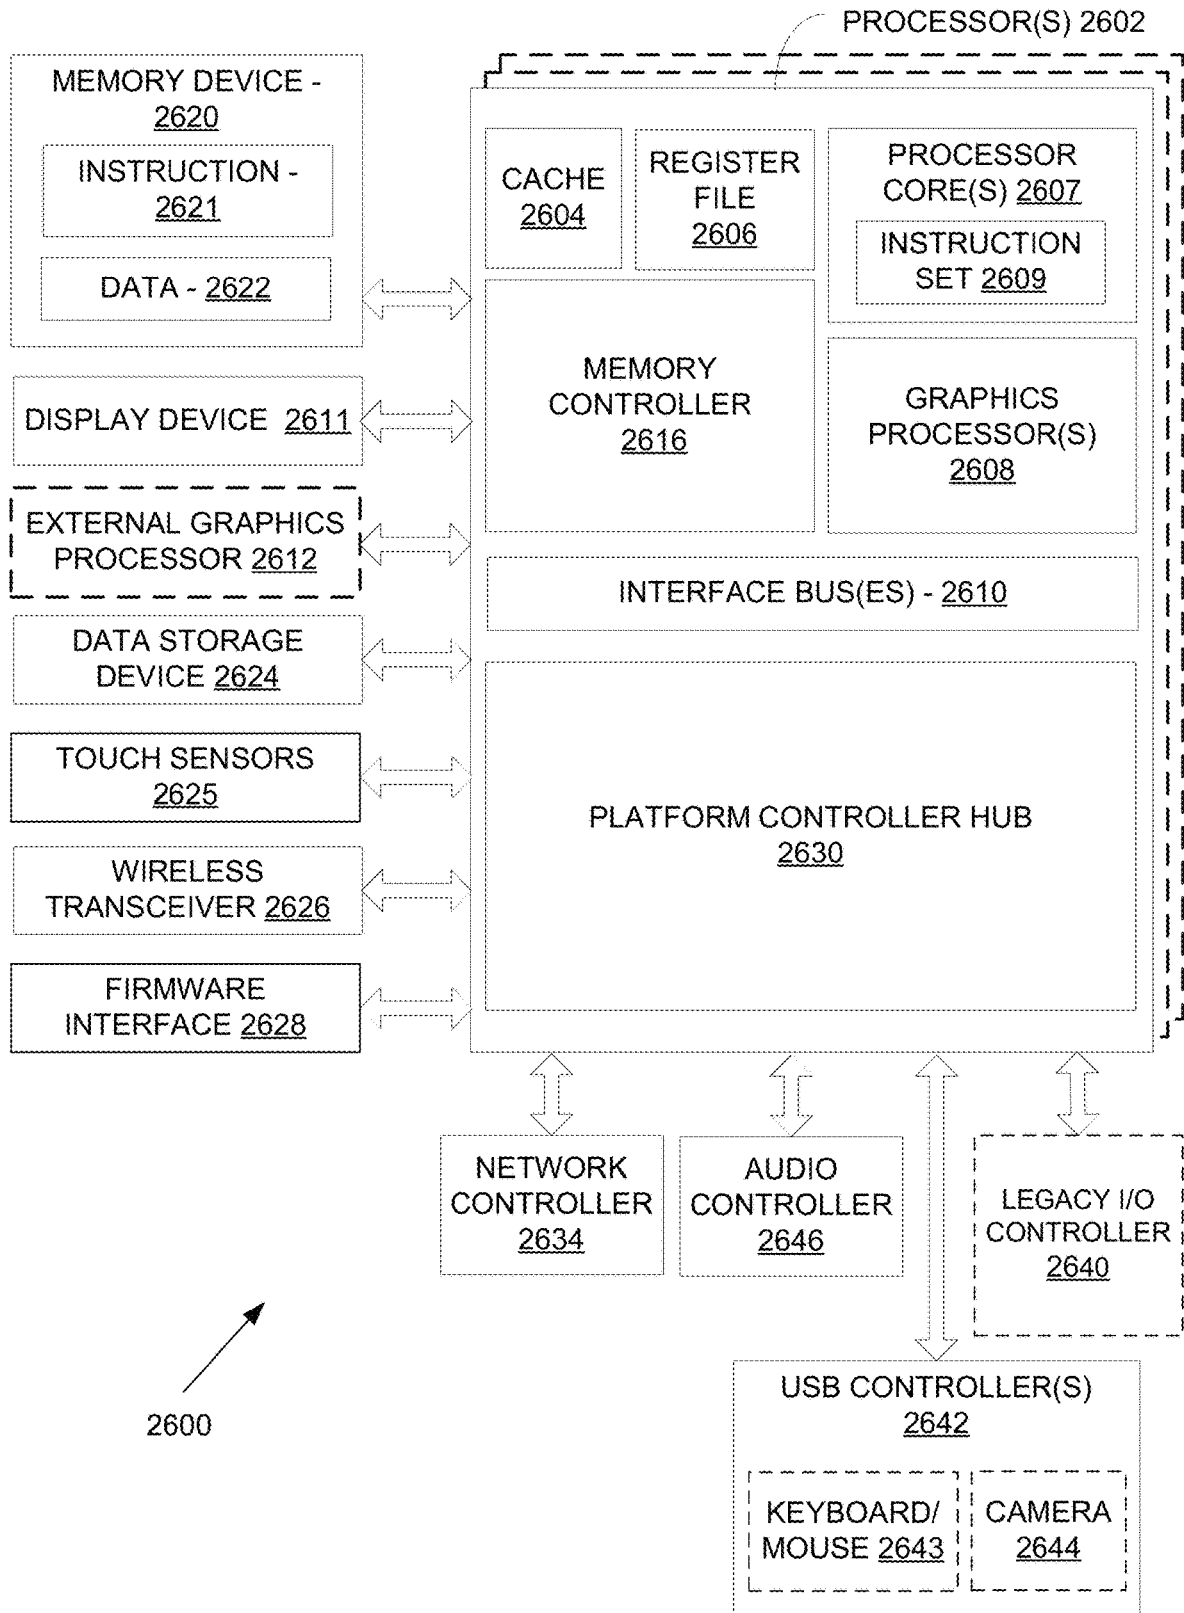 PROCESSOR(S) 2602
MEMORY DEVICE -
2620
INSTRUCTION -
2621
DATA - 2622
DISPLAY DEVICE 2611
EXTERNAL GRAPHICS
PROCESSOR 2612
DATA STORAGE
DEVICE 2624
TOUCH SENSORS
2625
WIRELESS
TRANSCEIVER 2626
FIRMWARE
INTERFACE 2628
CACHE
2604
REGISTER
FILE
2606
PROCESSOR
CORE(S) 2607
INSTRUCTION
SET 2609
MEMORY
CONTROLLER
2616
GRAPHICS
PROCESSOR(S)
2608
INTERFACE BUS(ES) - 2610
PLATFORM CONTROLLER HUB
2630
NETWORK
CONTROLLER
2634
AUDIO
CONTROLLER
2646
LEGACY I/O
CONTROLLER
2640
USB CONTROLLER(S)
2642
KEYBOARD/
MOUSE 2643
CAMERA
2644
2600